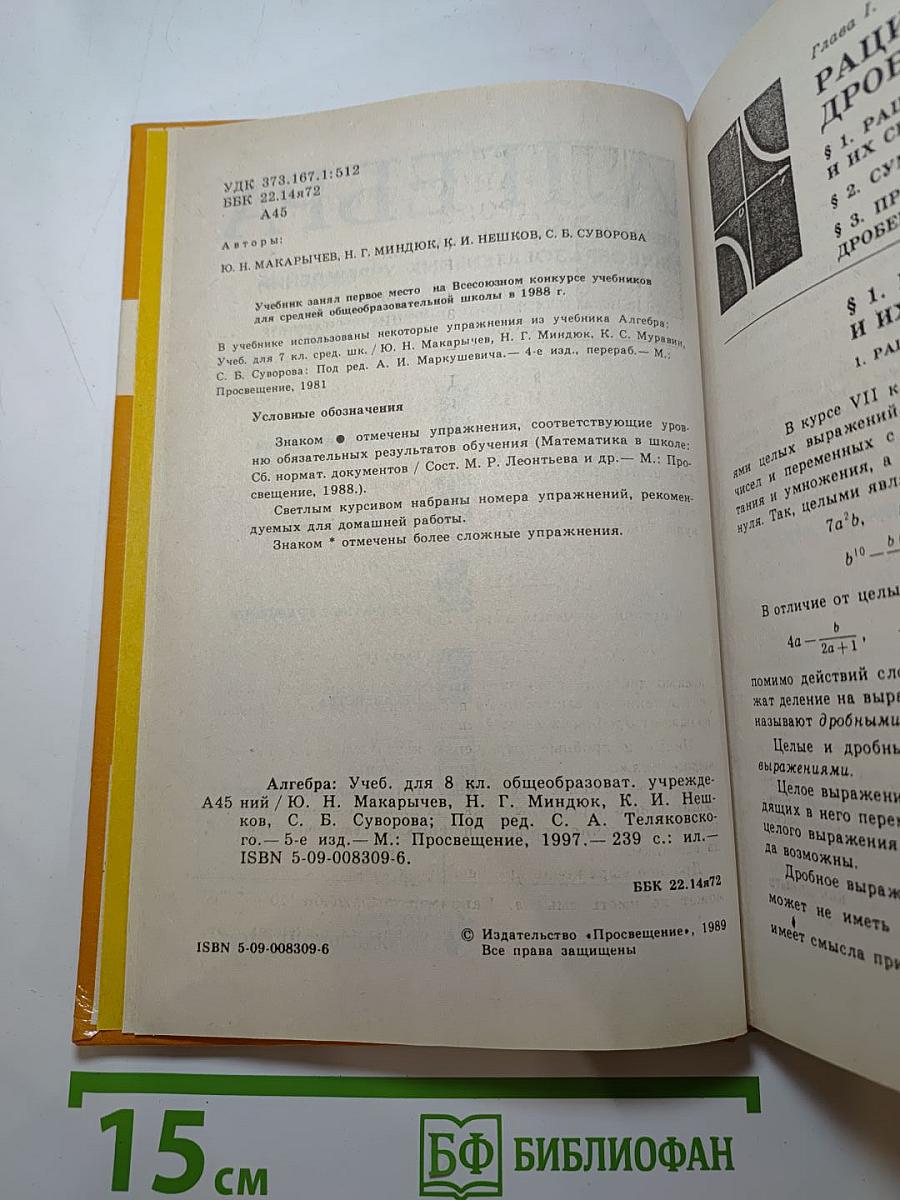 УДК 373.167.1:512
ББК 22.14я72
А45
Авторы:
Ю. Н. МАКАРЫЧЕВ, Н. Г. МИНДЮК, К. И. НЕШКОВ, С. Б. СУВОРОВА
Учебник занял первое место на Всесоюзном конкурсе учебников
для средней общеобразовательной школы в 1988 г.
В учебнике использованы некоторые упражнения из учебника Алгебра:
Учеб. для 7 кл. сред. шк. / Ю. Н. Макарычев, Н. Г. Миндюк, К. С. Муравин,
С. Б. Суворова: Под ред. А. И. Маркушевича.— 4-е изд., перераб.— М.:
Просвещение, 1981
Условные обозначения
Знаком ● отмечены упражнения, соответствующие уров-
ню обязательных результатов обучения (Математика в школе:
Сб. нормат. документов / Сост. М. Р. Леонтьева и др.— М.: Про-
свещение, 1988.).
Светлым курсивом набраны номера упражнений, рекомен-
дуемых для домашней работы.
Знаком * отмечены более сложные упражнения.
Алгебра: Учеб. для 8 кл. общеобразоват. учрежде-
А45 ний / Ю. Н. Макарычев, Н. Г. Миндюк, К. И. Неш-
ков, С. Б. Суворова; Под ред. С. А. Теляковско-
го.— 5-е изд.— М.: Просвещение, 1997.— 239 с.: ил.—
ISBN 5-09-008309-6.
ББК 22.14я72
ISBN 5-09-008309-6
© Издательство «Просвещение», 1989
Все права защищены
Глава I.
РАЦИ
ДРОБ
§ 1. РАЦ
И ИХ СВ
§ 2. СУМ
§ 3. ПР
ДРОБЕ
§ 1.
И ИХ
1. РАЦ
В курсе VII к
ями целых выражений
чисел и переменных с
тания и умножения, а
нуля. Так, целыми явл
7a²b,
b¹⁰ — b
В отличие от целы
4a — b/(2a+1),
помимо действий сло
жат деление на выра
называют дробными
Целые и дробны
выражениями.
Целое выражени
дящих в него перем
целого выражения
да возможны.
Дробное выраж
может не иметь
имеет смысла при
15 см
БФ БИБЛИОФАН